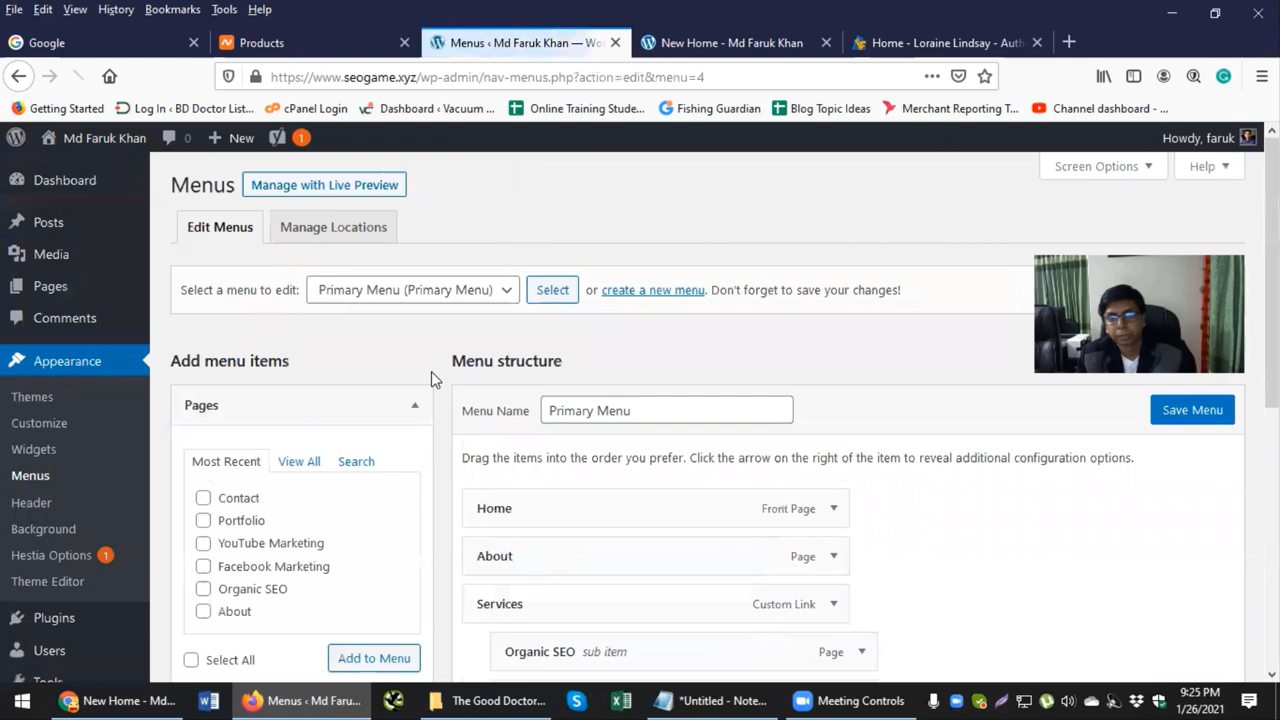 File Edit View History Bookmarks Tools Help
Google
Products
Menus ‹ Md Faruk Khan — Wo
New Home - Md Faruk Khan
Home - Loraine Lindsay - Auth
https://www.seogame.xyz/wp-admin/nav-menus.php?action=edit&menu=4
Getting Started
Log In ‹ BD Doctor List...
cPanel Login
Dashboard ‹ Vacuum ...
Online Training Stude...
Fishing Guardian
Blog Topic Ideas
Merchant Reporting T...
Channel dashboard - ...
Md Faruk Khan
0
New
1
Howdy, faruk
Dashboard
Posts
Media
Pages
Comments
Appearance
Themes
Customize
Widgets
Menus
Header
Background
Hestia Options 1
Theme Editor
Plugins
Users
Tools
Screen Options
Help
Menus
Manage with Live Preview
Edit Menus
Manage Locations
Select a menu to edit: Primary Menu (Primary Menu) Select or create a new menu. Don't forget to save your changes!
Add menu items
Pages
Most Recent View All Search
Contact
Portfolio
YouTube Marketing
Facebook Marketing
Organic SEO
About
Select All
Add to Menu
Menu structure
Menu Name Primary Menu
Save Menu
Drag the items into the order you prefer. Click the arrow on the right of the item to reveal additional configuration options.
Home Front Page
About Page
Services Custom Link
Organic SEO sub item Page
New Home - Md...
Menus ‹ Md Faru...
The Good Doctor...
*Untitled - Note...
Meeting Controls
9:25 PM
1/26/2021